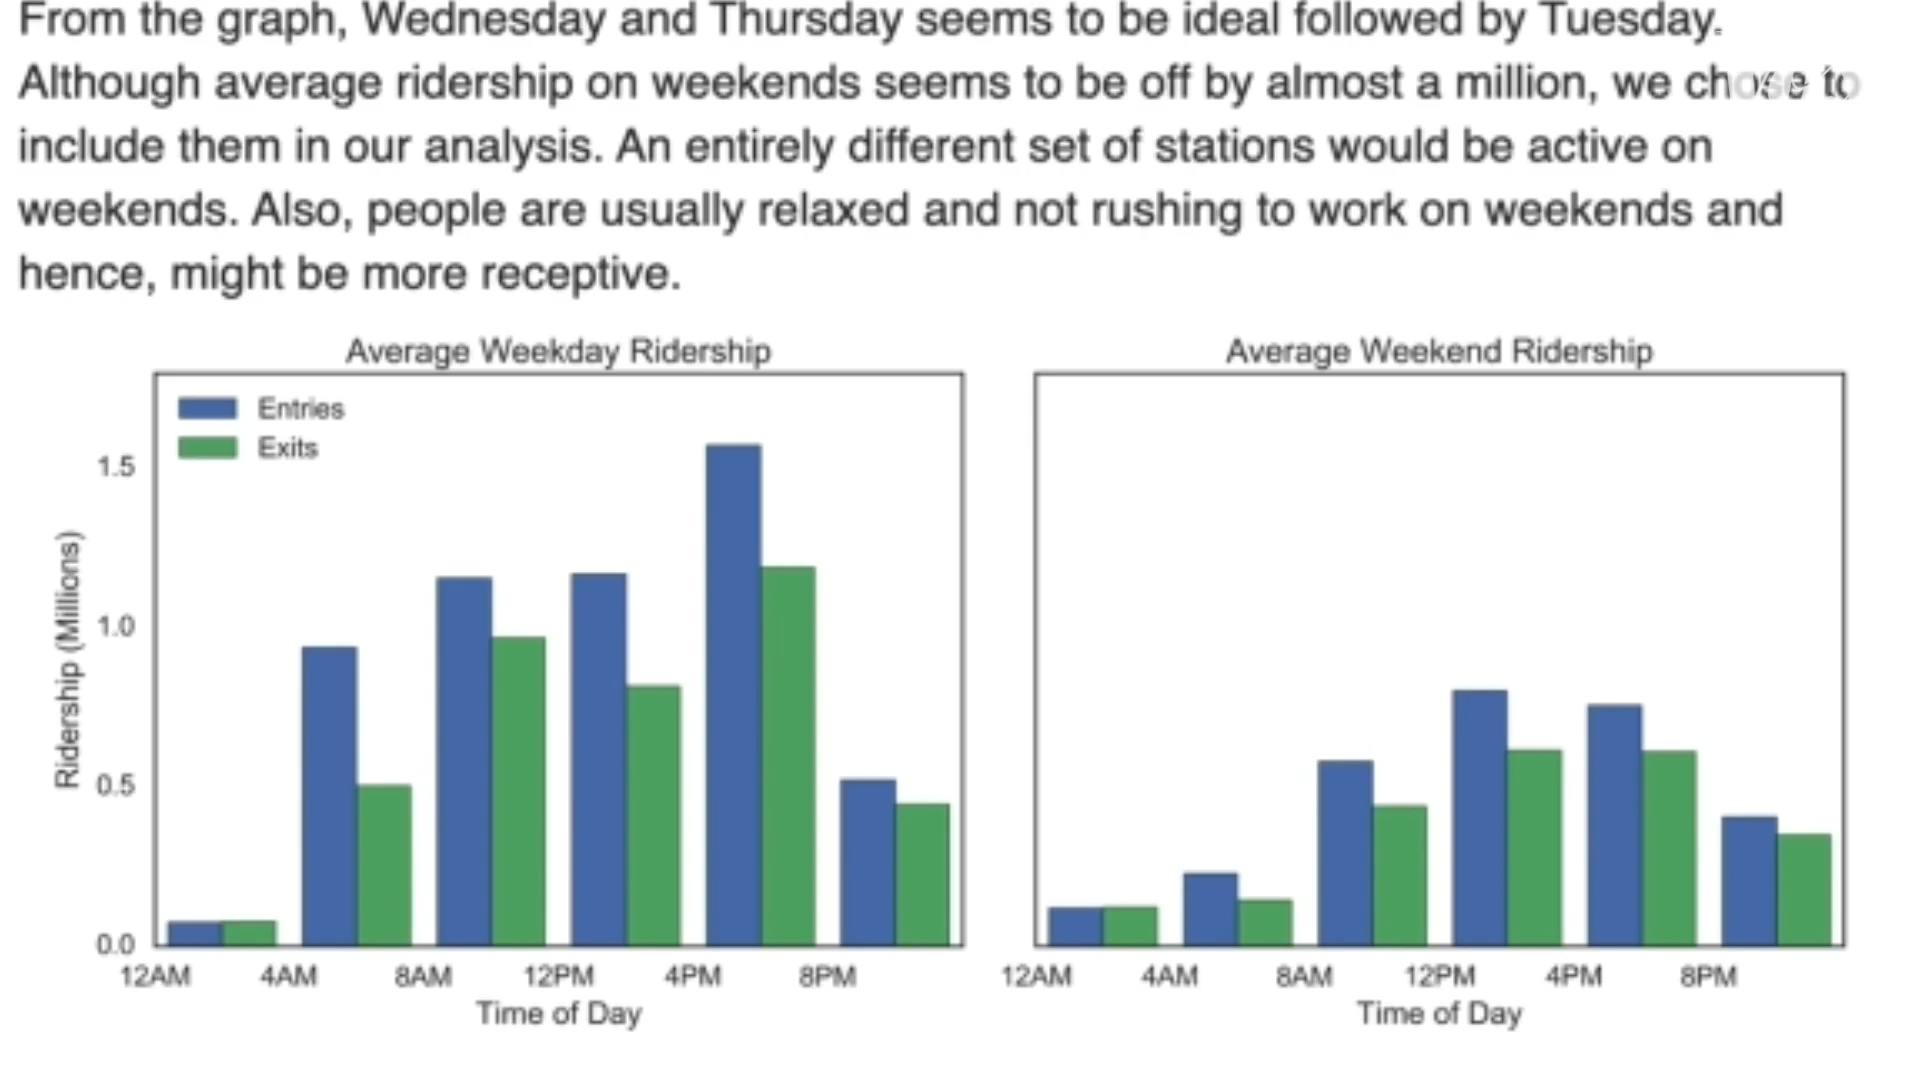 From the graph, Wednesday and Thursday seems to be ideal followed by Tuesday.
Although average ridership on weekends seems to be off by almost a million, we chose to
include them in our analysis. An entirely different set of stations would be active on
weekends. Also, people are usually relaxed and not rushing to work on weekends and
hence, might be more receptive.
Average Weekday Ridership
Entries
Exits
1.5
1.0
0.5
0.0
Ridership (Millions)
12AM 4AM 8AM 12PM 4PM 8PM
Time of Day
Average Weekend Ridership
12AM 4AM 8AM 12PM 4PM 8PM
Time of Day